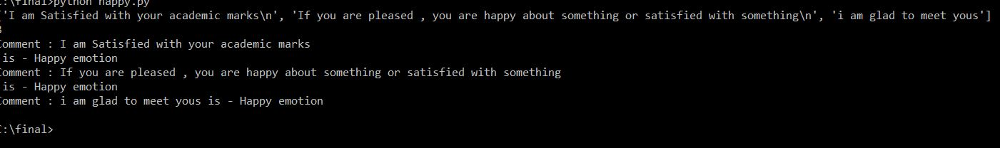 C:\final>python happy.py
['I am Satisfied with your academic marks\n', 'If you are pleased , you are happy about something or satisfied with something\n', 'i am glad to meet yous']
3
Comment : I am Satisfied with your academic marks
is - Happy emotion
Comment : If you are pleased , you are happy about something or satisfied with something
is - Happy emotion
Comment : i am glad to meet yous is - Happy emotion
C:\final>